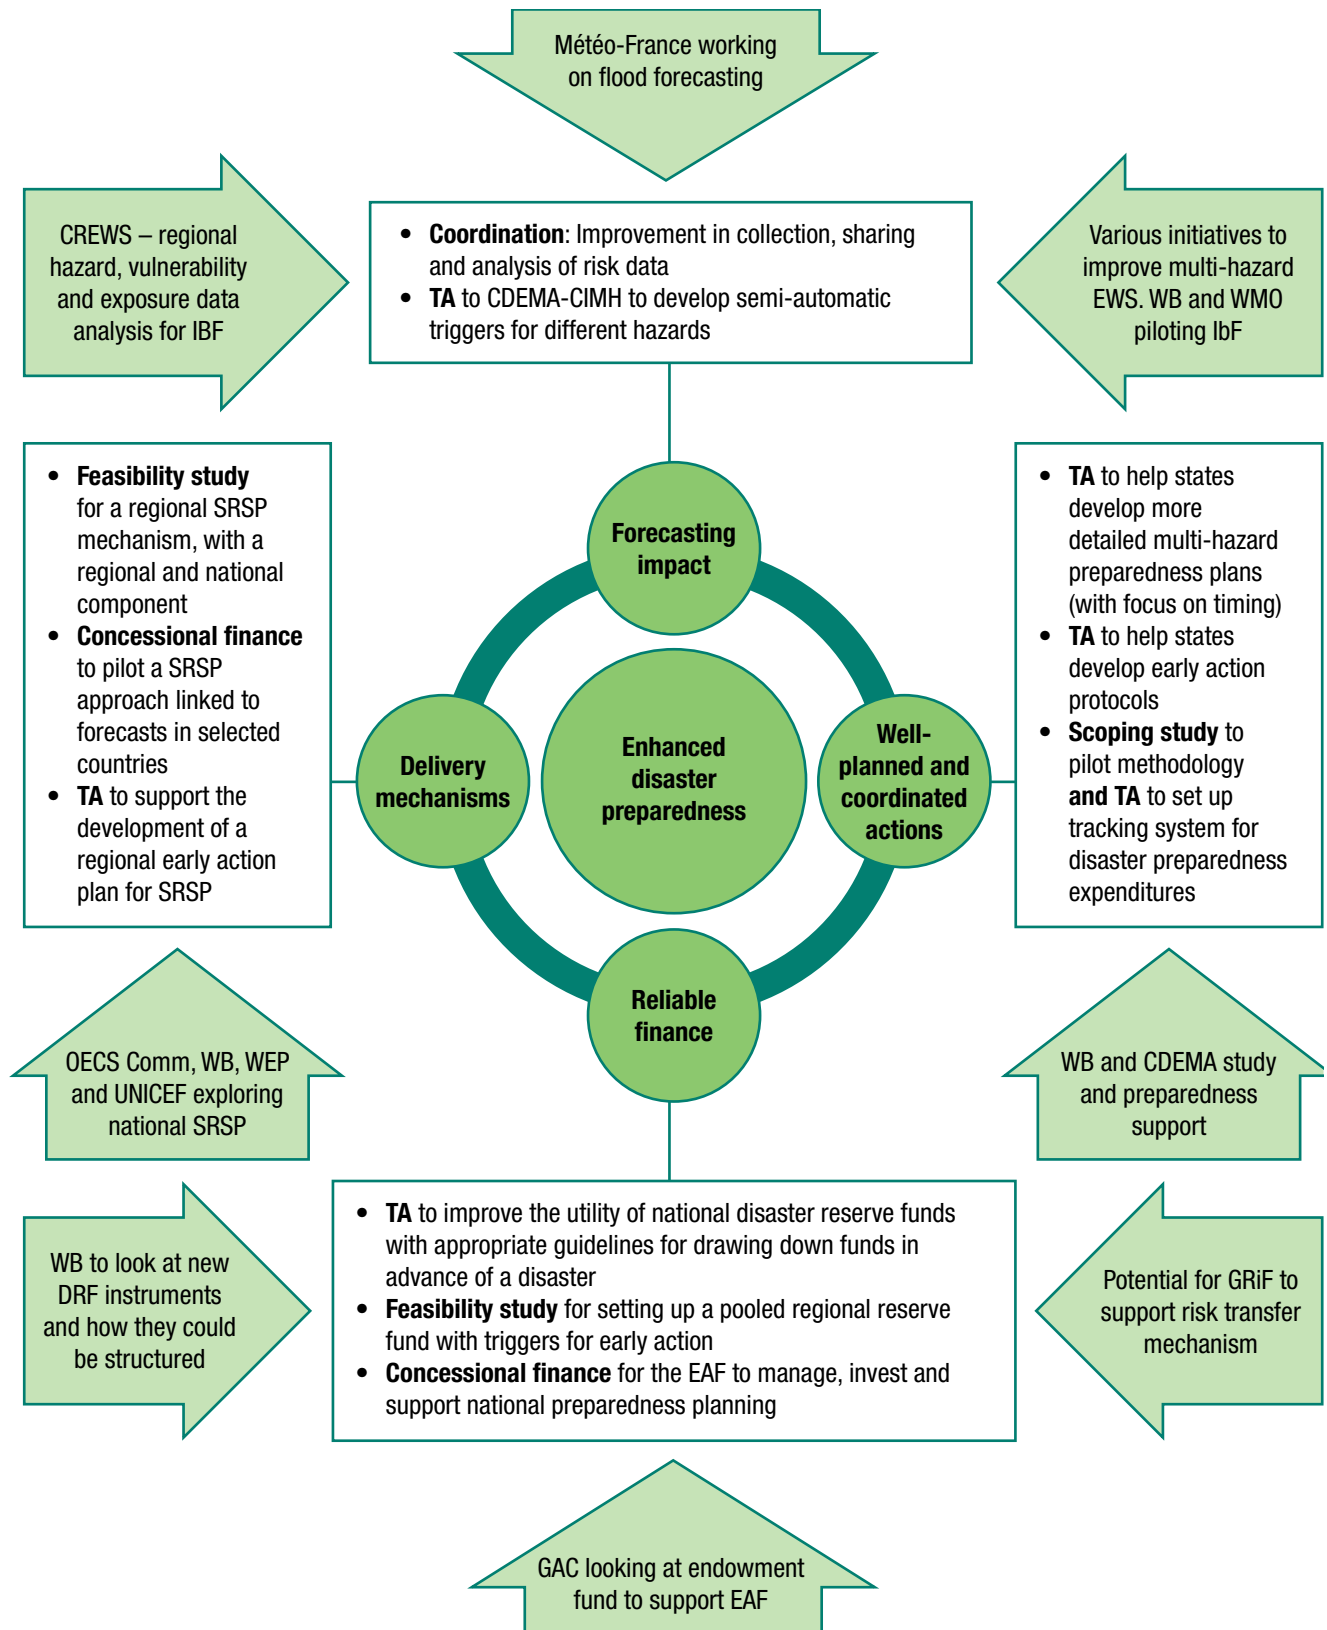 Météo-France working
on flood forecasting
CREWS – regional
hazard, vulnerability
and exposure data
analysis for IBF
• Coordination: Improvement in collection, sharing
and analysis of risk data
• TA to CDEMA-CIMH to develop semi-automatic
triggers for different hazards
Various initiatives to
improve multi-hazard
EWS. WB and WMO
piloting IbF
• Feasibility study
for a regional SRSP
mechanism, with a
regional and national
component
• Concessional finance
to pilot a SRSP
approach linked to
forecasts in selected
countries
• TA to support the
development of a
regional early action
plan for SRSP
Forecasting
impact
Delivery
mechanisms
Enhanced
disaster
preparedness
Well-
planned and
coordinated
actions
Reliable
finance
• TA to help states
develop more
detailed multi-hazard
preparedness plans
(with focus on timing)
• TA to help states
develop early action
protocols
• Scoping study to
pilot methodology
and TA to set up
tracking system for
disaster preparedness
expenditures
OECS Comm, WB, WEP
and UNICEF exploring
national SRSP
WB and CDEMA study
and preparedness
support
WB to look at new
DRF instruments
and how they could
be structured
• TA to improve the utility of national disaster reserve funds
with appropriate guidelines for drawing down funds in
advance of a disaster
• Feasibility study for setting up a pooled regional reserve
fund with triggers for early action
• Concessional finance for the EAF to manage, invest and
support national preparedness planning
Potential for GRiF to
support risk transfer
mechanism
GAC looking at endowment
fund to support EAF